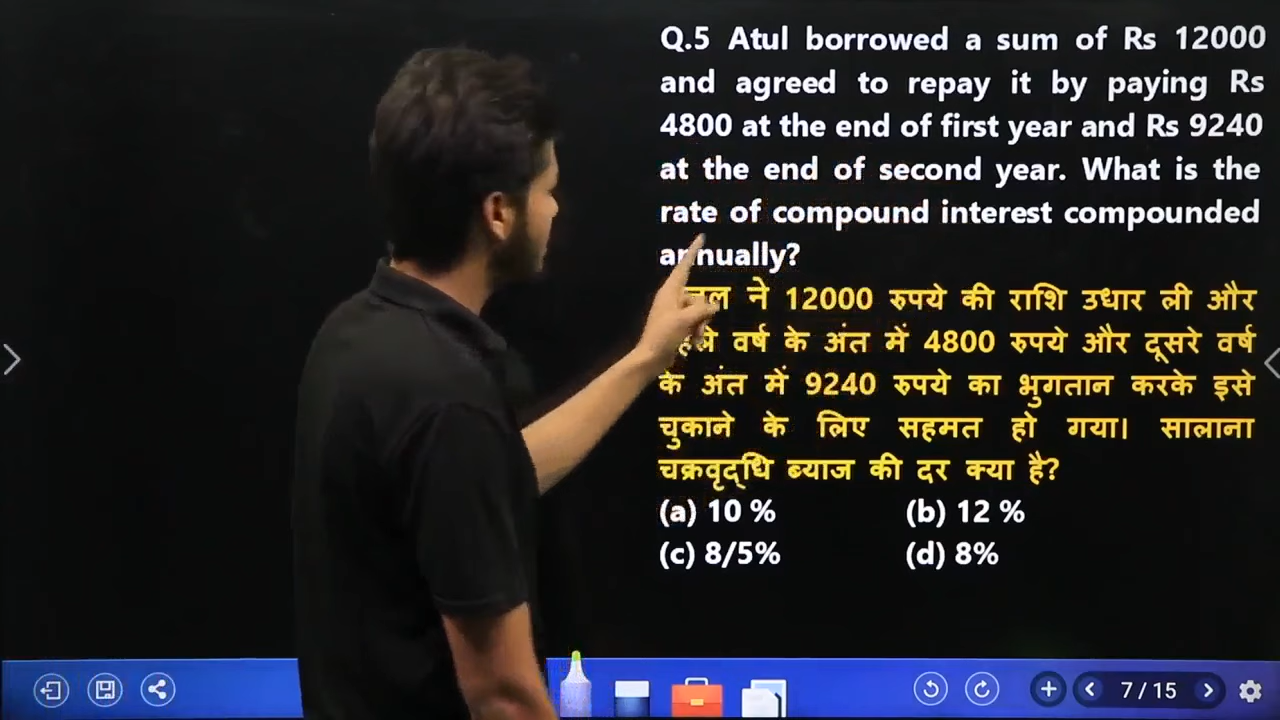 Q.5 Atul borrowed a sum of Rs 12000
and agreed to repay it by paying Rs
4800 at the end of first year and Rs 9240
at the end of second year. What is the
rate of compound interest compounded
annually?
ने 12000 रुपये की राशि उधार ली और
वर्ष के अंत में 4800 रुपये और दूसरे वर्ष
के अंत में 9240 रुपये का भुगतान करके इसे
चुकाने के लिए सहमत हो गया। सालाना
चक्रवृद्धि ब्याज की दर क्या है?
(a) 10 % (b) 12 %
(c) 8/5% (d) 8%
7 / 15